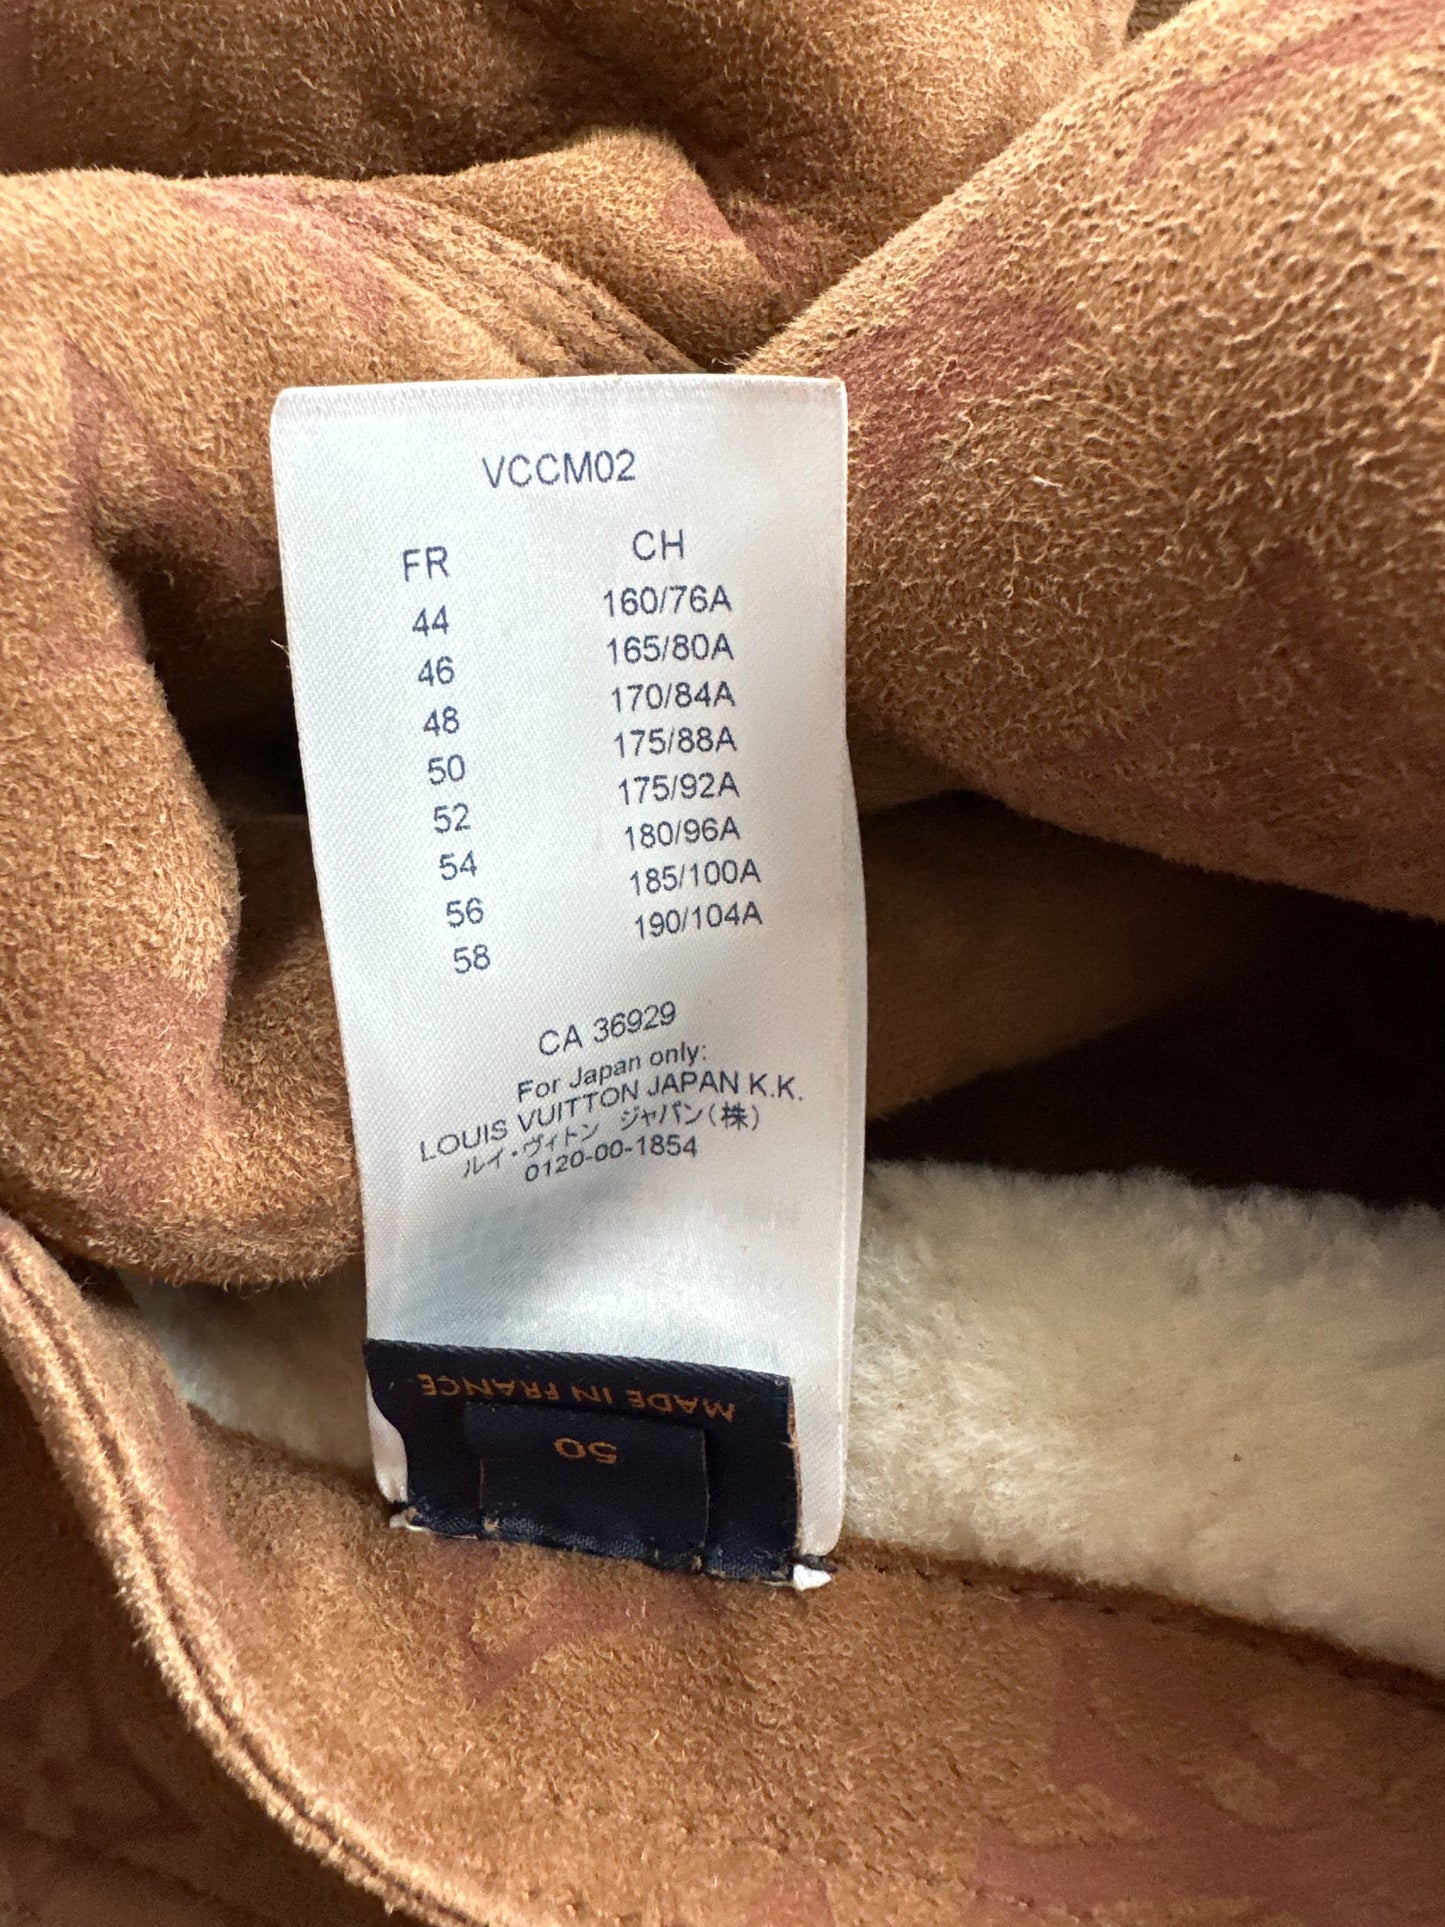 VCCM02
FR CH
44 160/76A
46 165/80A
48 170/84A
50 175/88A
52 175/92A
54 180/96A
56 185/100A
58 190/104A
CA 36929
For Japan only:
LOUIS VUITTON JAPAN K.K.
ルイ・ヴィトン ジャパン(株)
0120-00-1854
MADE IN FRANCE
50